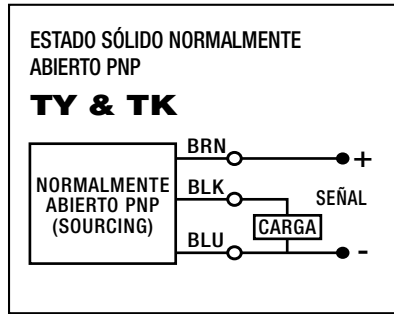 ESTADO SÓLIDO NORMALMENTE
ABIERTO PNP
TY & TK
BRN
+
NORMALMENTE
ABIERTO PNP
(SOURCING)
BLK
SEÑAL
CARGA
BLU
-